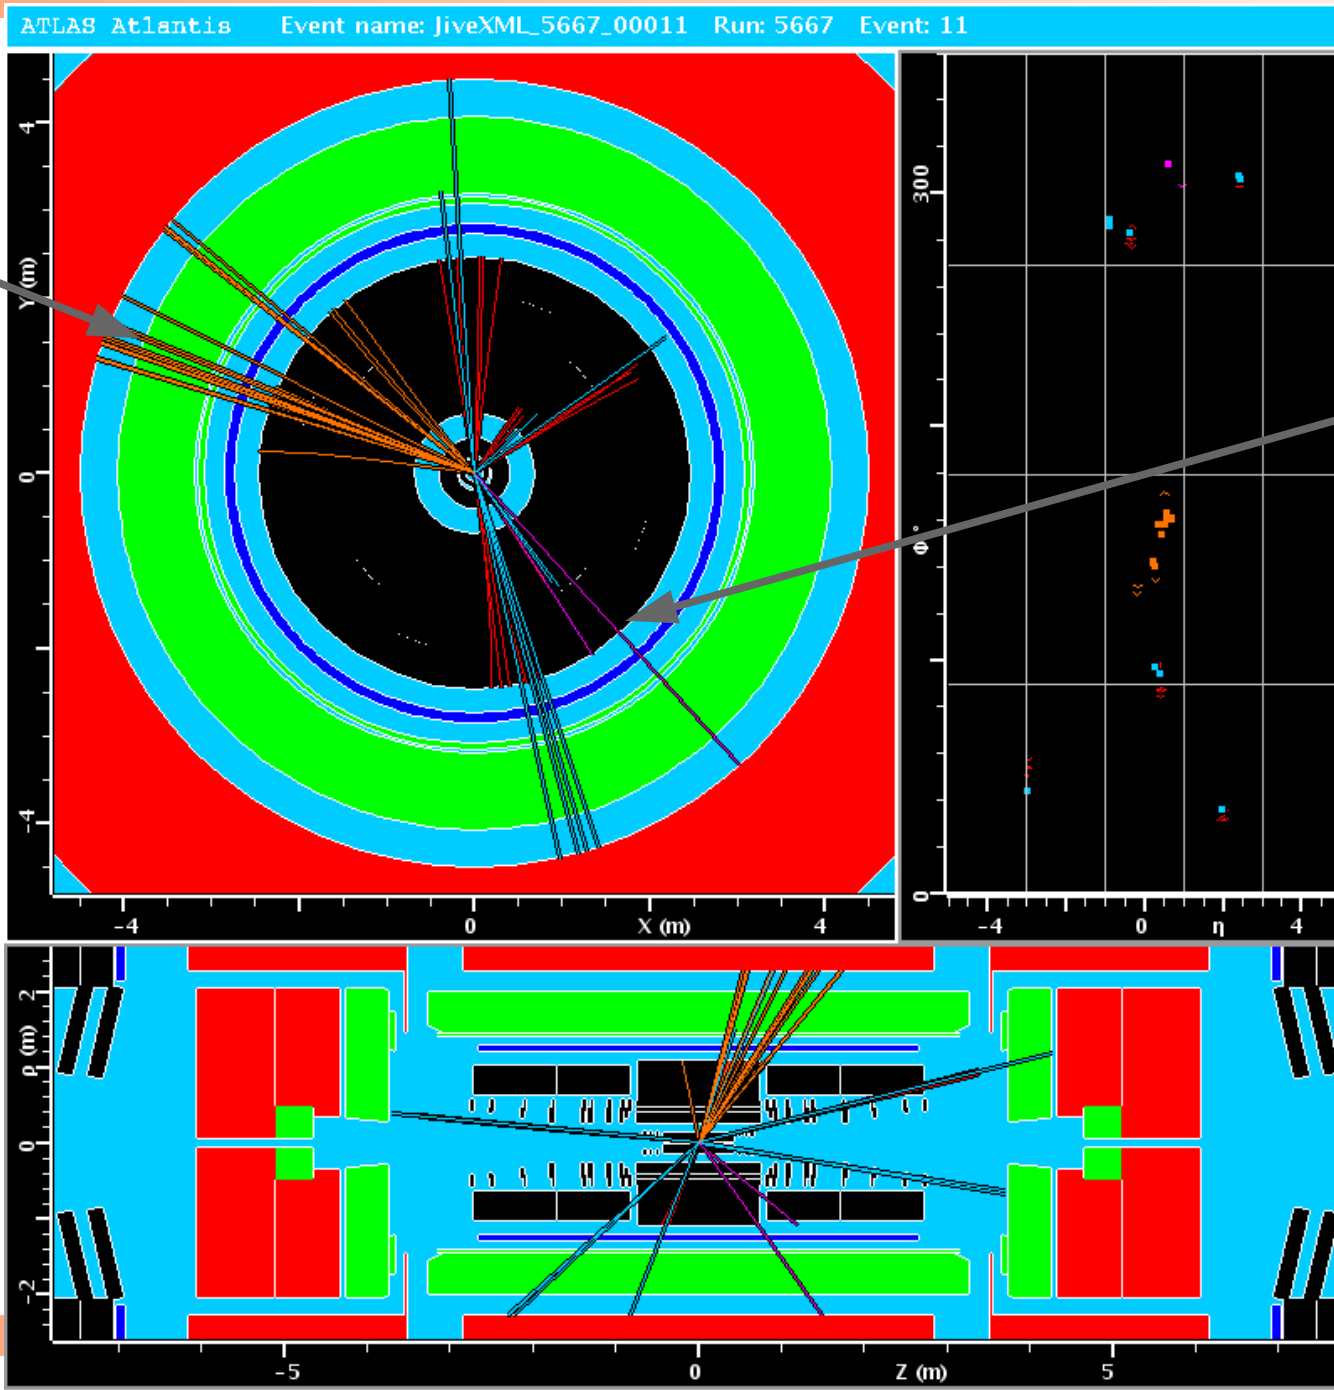 ATLAS Atlantis Event name: JiveXML_5667_00011 Run: 5667 Event: 11
4
Y (m)
0
-4
-4 0 X (m) 4
300
0°
0
-4 0 η 4
2
ρ (m)
0
-2
-5 0 Z (m) 5